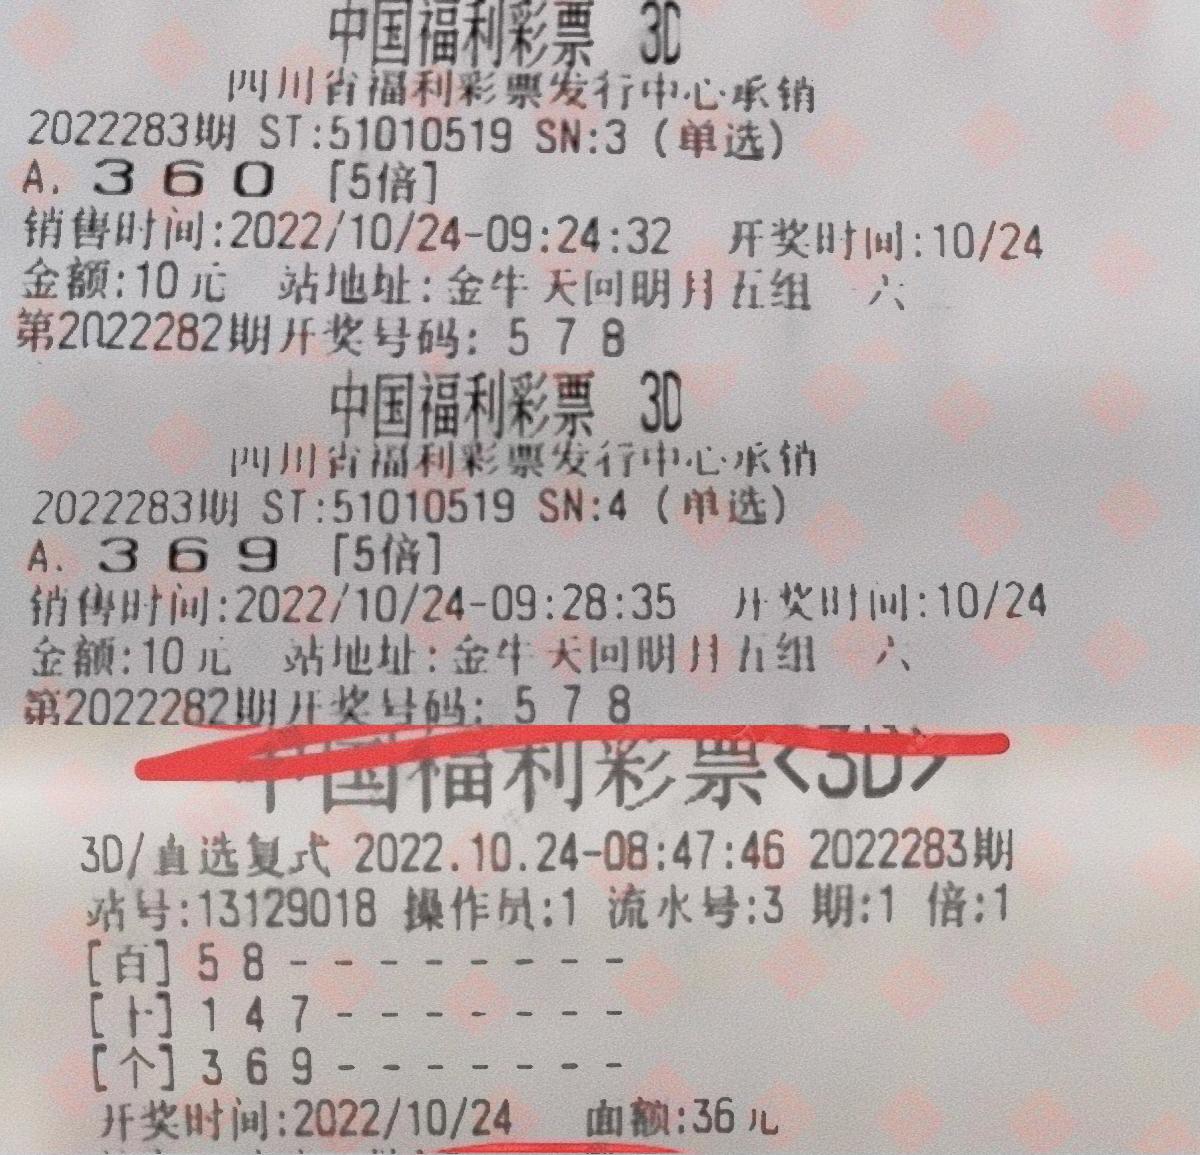 中国福利彩票 3D
四川省福利彩票发行中心承销
2022283期 ST:51010519 SN:3 (单选)
A. 3 6 0 [5倍]
销售时间:2022/10/24-09:24:32 开奖时间:10/24
金额:10元 站地址:金牛天回明月五组 六
第2022282期开奖号码: 5 7 8
中国福利彩票 3D
四川省福利彩票发行中心承销
2022283期 ST:51010519 SN:4 (单选)
A. 3 6 9 [5倍]
销售时间:2022/10/24-09:28:35 开奖时间:10/24
金额:10元 站地址:金牛天回明月五组 六
第2022282期开奖号码: 5 7 8
中国福利彩票<3D>
3D/直选复式 2022.10.24-08:47:46 2022283期
站号:13129018 操作员:1 流水号:3 期:1 倍:1
[百] 5 8 - - - - - - - -
[十] 1 4 7 - - - - - - -
[个] 3 6 9 - - - - - - -
开奖时间:2022/10/24 面额:36元